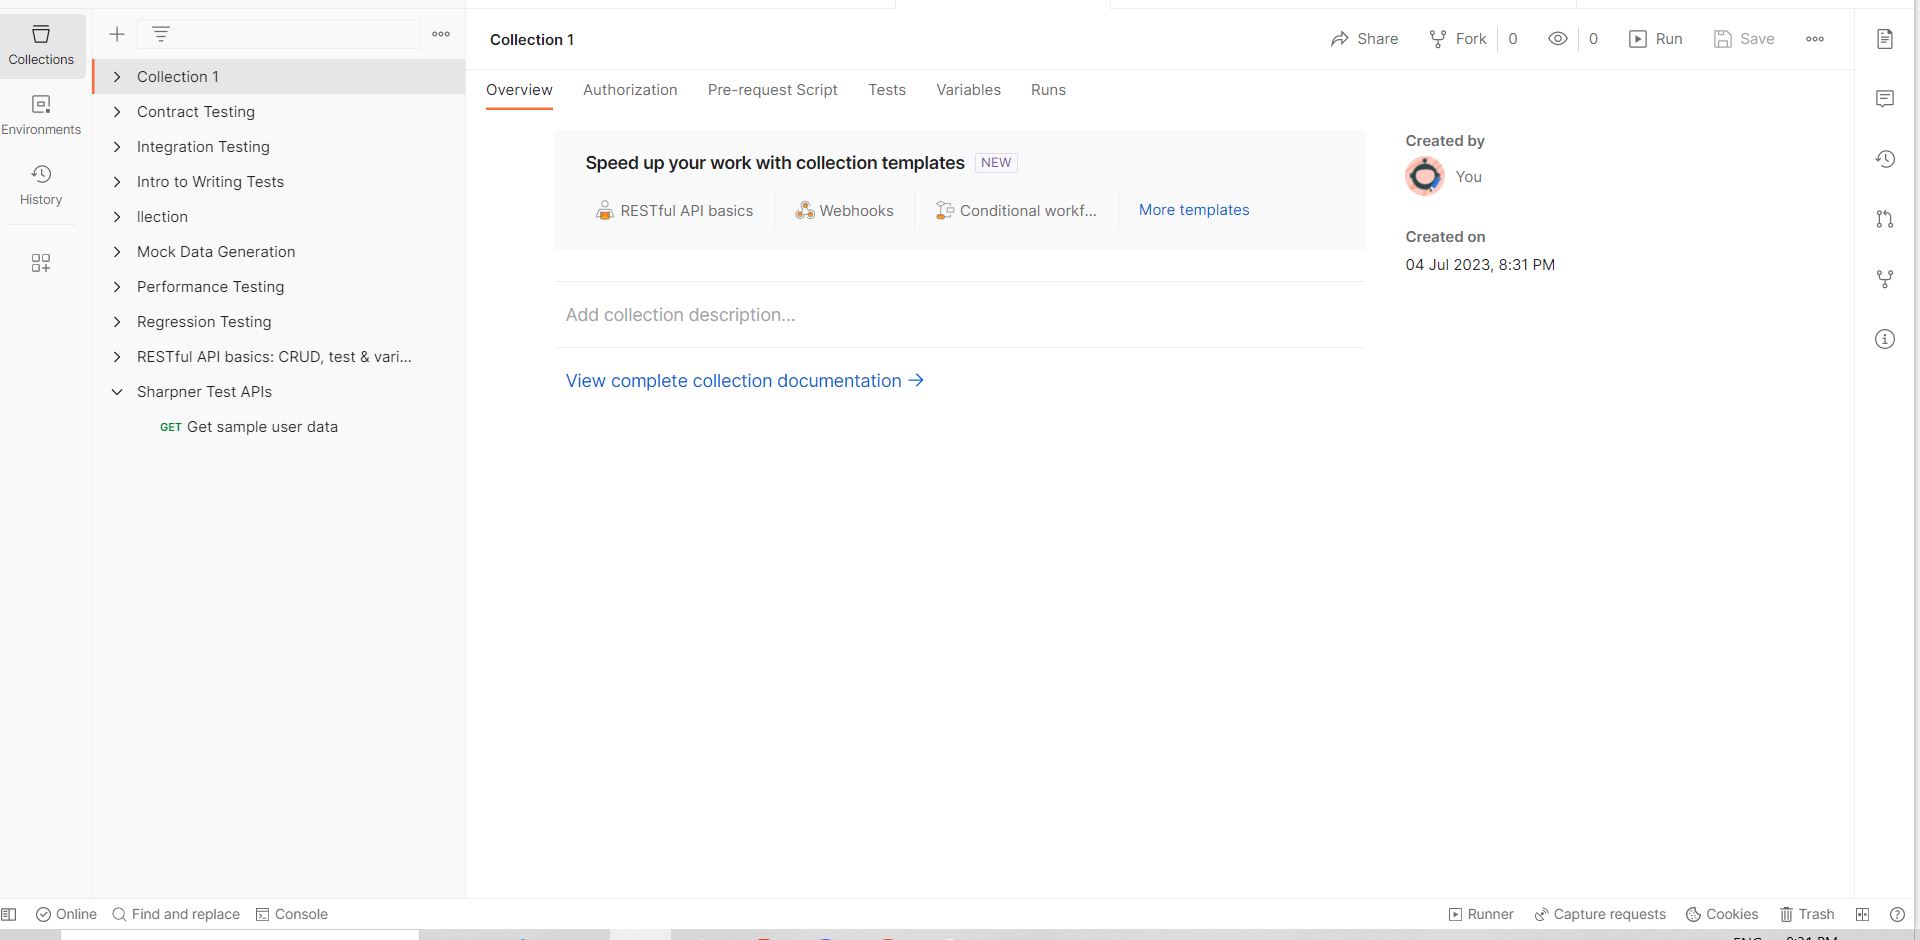 Collections
Environments
History
Collection 1
Contract Testing
Integration Testing
Intro to Writing Tests
llection
Mock Data Generation
Performance Testing
Regression Testing
RESTful API basics: CRUD, test & vari...
Sharpner Test APIs
GET Get sample user data
Collection 1
Share Fork 0 0 Run Save
Overview Authorization Pre-request Script Tests Variables Runs
Speed up your work with collection templates NEW
RESTful API basics Webhooks Conditional workf... More templates
Add collection description...
View complete collection documentation →
Created by
You
Created on
04 Jul 2023, 8:31 PM
Online Find and replace Console
Runner Capture requests Cookies Trash